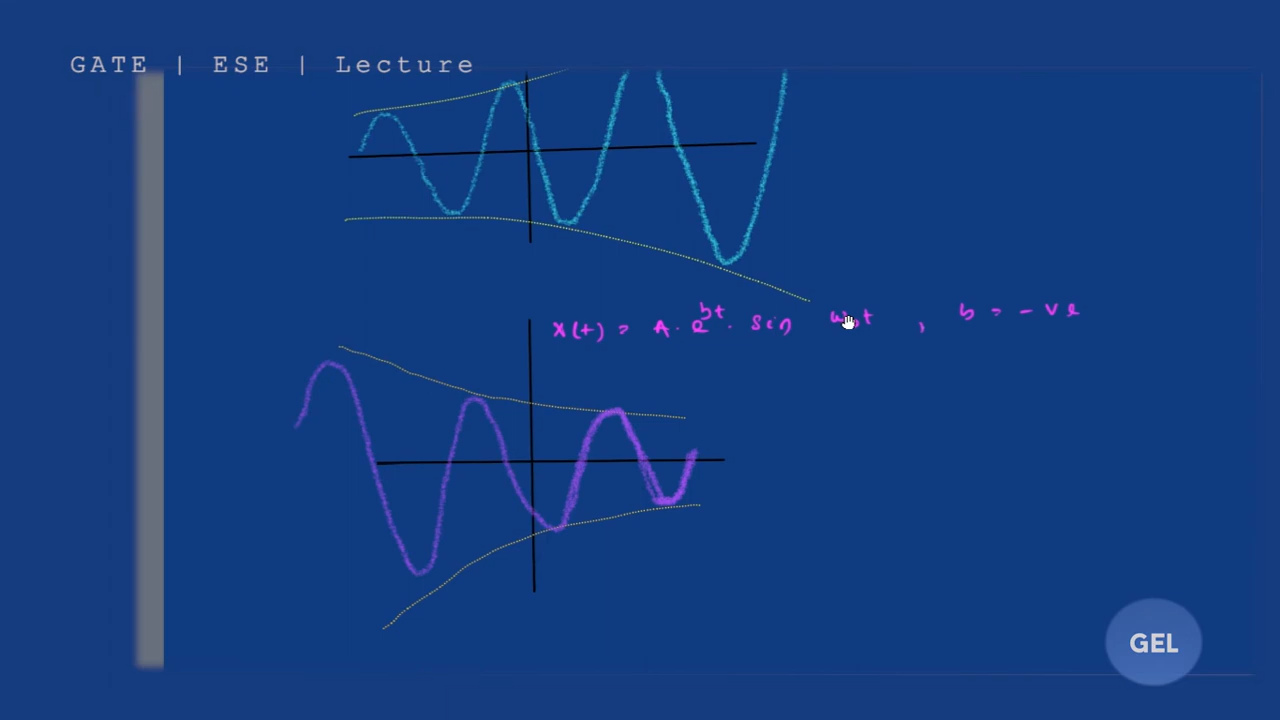 GATE | ESE | Lecture
x(t) = A. e^bt. sin ω₀t , b = -ve
GEL